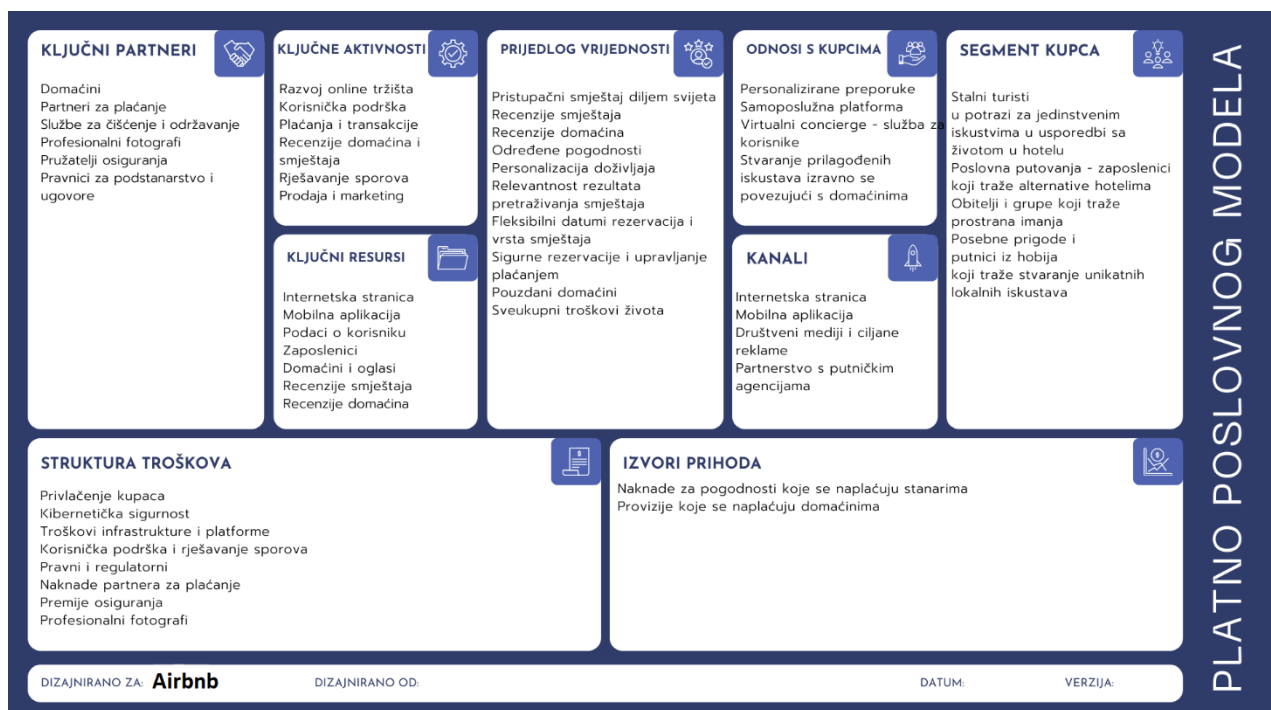 KLJUČNI PARTNERI
Domaćini
Partneri za plaćanje
Službe za čišćenje i održavanje
Profesionalni fotografi
Pružatelji osiguranja
Pravnici za podstanarstvo i
ugovore
KLJUČNE AKTIVNOSTI
Razvoj online tržišta
Korisnička podrška
Plaćanja i transakcije
Recenzije domaćina i
smještaja
Rješavanje sporova
Prodaja i marketing
KLJUČNI RESURSI
Internetska stranica
Mobilna aplikacija
Podaci o korisniku
Zaposlenici
Domaćini i oglasi
Recenzije smještaja
Recenzije domaćina
PRIJEDLOG VRIJEDNOSTI
Pristupačni smještaj diljem svijeta
Recenzije smještaja
Recenzije domaćina
Određene pogodnosti
Personalizacija doživljaja
Relevantnost rezultata
pretraživanja smještaja
Fleksibilni datumi rezervacija i
vrsta smještaja
Sigurne rezervacije i upravljanje
plaćanjem
Pouzdani domaćini
Sveukupni troškovi života
ODNOSI S KUPCIMA
Personalizirane preporuke
Samoposlužna platforma
Virtualni concierge - služba za
korisnike
Stvaranje prilagođenih
iskustava izravno se
povezujući s domaćinima
KANALI
Internetska stranica
Mobilna aplikacija
Društveni mediji i ciljane
reklame
Partnerstvo s putničkim
agencijama
SEGMENT KUPCA
Stalni turisti
u potrazi za jedinstvenim
iskustvima u usporedbi sa
životom u hotelu
Poslovna putovanja - zaposlenici
koji traže alternative hotelima
Obitelji i grupe koji traže
prostrana imanja
Posebne prigode i
putnici iz hobija
koji traže stvaranje unikatnih
lokalnih iskustava
STRUKTURA TROŠKOVA
Privlačenje kupaca
Kibernetička sigurnost
Troškovi infrastrukture i platforme
Korisnička podrška i rješavanje sporova
Pravni i regulatorni
Naknade partnera za plaćanje
Premije osiguranja
Profesionalni fotografi
IZVORI PRIHODA
Naknade za pogodnosti koje se naplaćuju stanarima
Provizije koje se naplaćuju domaćinima
DIZAJNIRANO ZA: Airbnb
DIZAJNIRANO OD:
DATUM:
VERZIJA:
PLATNO POSLOVNOG MODELA